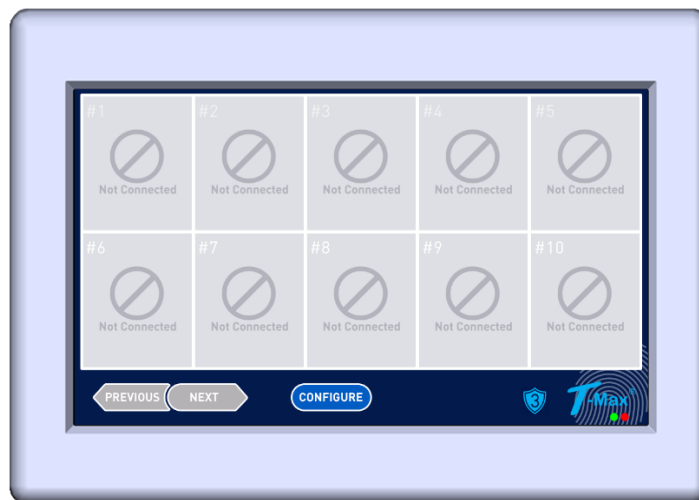 #1 #2 #3 #4 #5
Not Connected Not Connected Not Connected Not Connected Not Connected
#6 #7 #8 #9 #10
Not Connected Not Connected Not Connected Not Connected Not Connected
PREVIOUS NEXT CONFIGURE 3 T-Max®